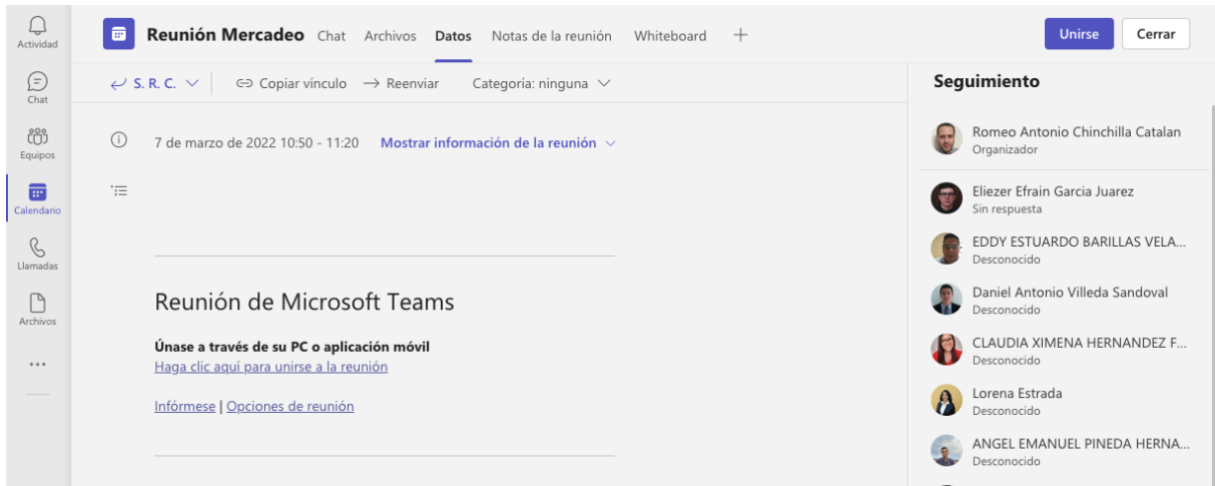 Actividad
Chat
Equipos
Calendario
Llamadas
Archivos
Reunión Mercadeo Chat Archivos Datos Notas de la reunión Whiteboard
Unirse Cerrar
S. R. C. Copiar vínculo Reenviar Categoría: ninguna
7 de marzo de 2022 10:50 - 11:20 Mostrar información de la reunión
Reunión de Microsoft Teams
Únase a través de su PC o aplicación móvil
Haga clic aquí para unirse a la reunión
Infórmese | Opciones de reunión
Seguimiento
Romeo Antonio Chinchilla Catalan
Organizador
Eliezer Efrain Garcia Juarez
Sin respuesta
EDDY ESTUARDO BARILLAS VELA...
Desconocido
Daniel Antonio Villeda Sandoval
Desconocido
CLAUDIA XIMENA HERNANDEZ F...
Desconocido
Lorena Estrada
Desconocido
ANGEL EMANUEL PINEDA HERNA...
Desconocido